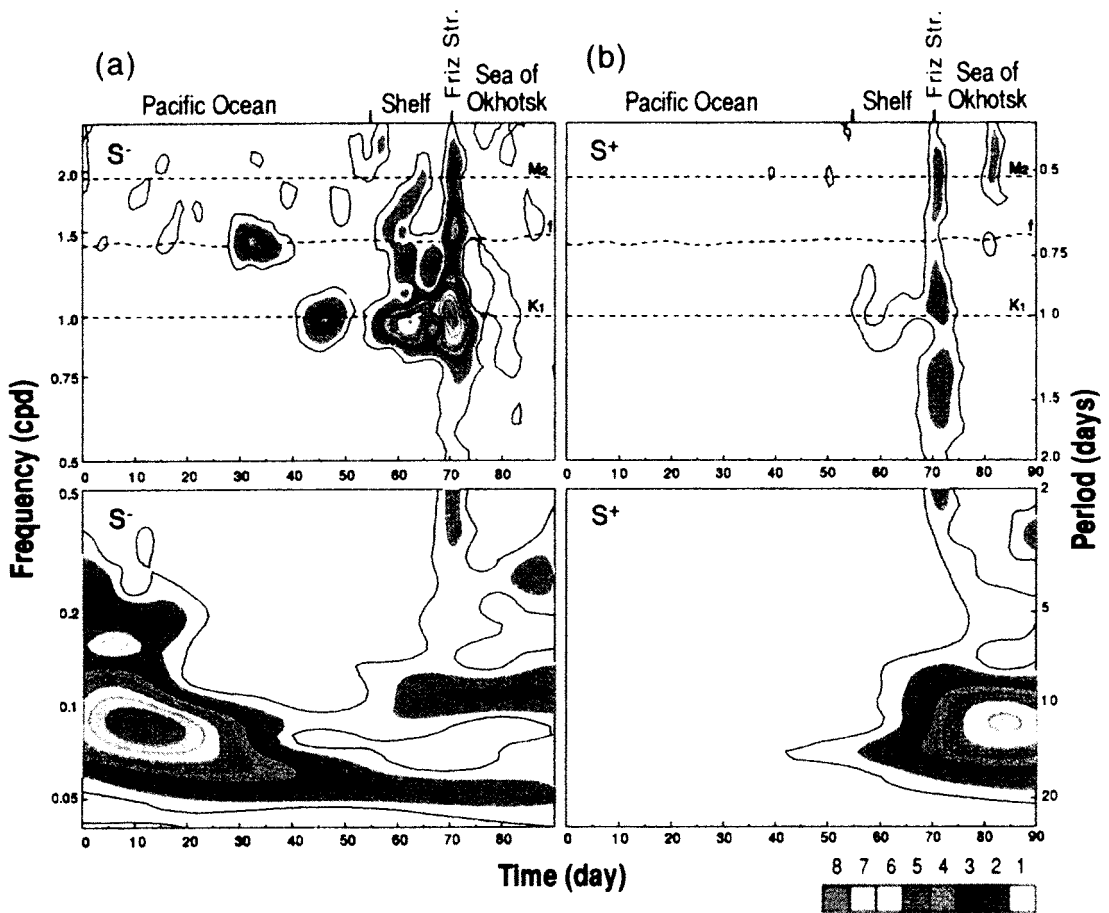 (a)
Pacific Ocean
Shelf
Friz Str.
Sea of
Okhotsk
(b)
Pacific Ocean
Shelf
Friz Str.
Sea of
Okhotsk
S-
M2
f
K1
2.0
1.5
1.0
0.75
0.5
0 10 20 30 40 50 60 70 80
S+
M2
f
K1
0.5
0.75
1.0
1.5
2.0
0 10 20 30 40 50 60 70 80 90
Frequency (cpd)
Period (days)
S-
0.5
0.2
0.1
0.05
0 10 20 30 40 50 60 70 80
S+
2
5
10
20
0 10 20 30 40 50 60 70 80 90
Time (day)
8 7 6 5 4 3 2 1